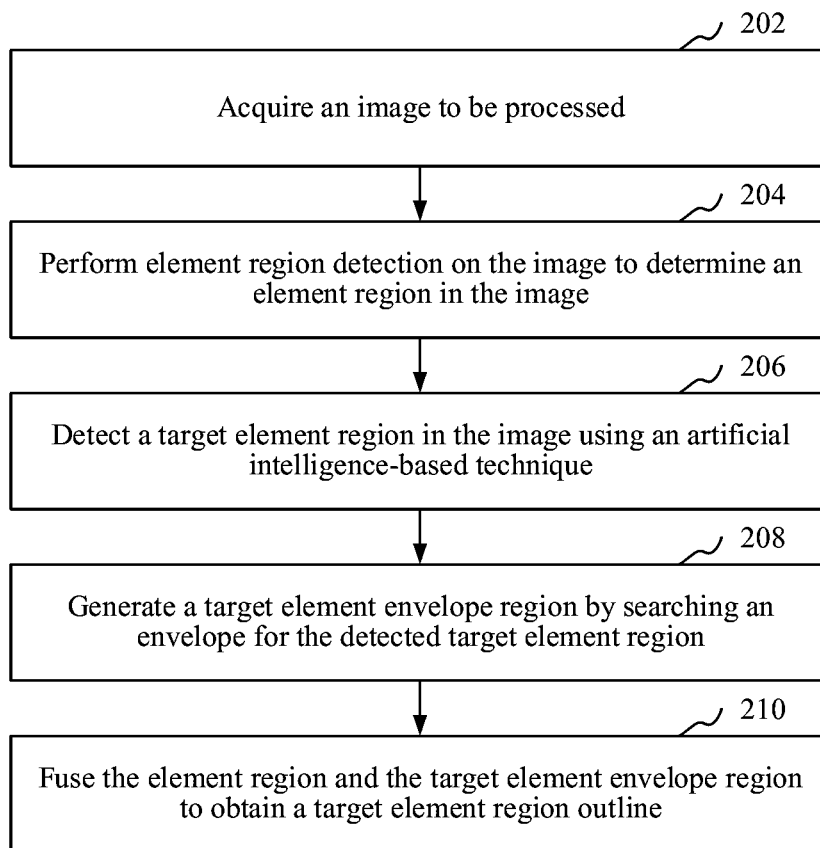 202
Acquire an image to be processed
204
Perform element region detection on the image to determine an
element region in the image
206
Detect a target element region in the image using an artificial
intelligence-based technique
208
Generate a target element envelope region by searching an
envelope for the detected target element region
210
Fuse the element region and the target element envelope region
to obtain a target element region outline